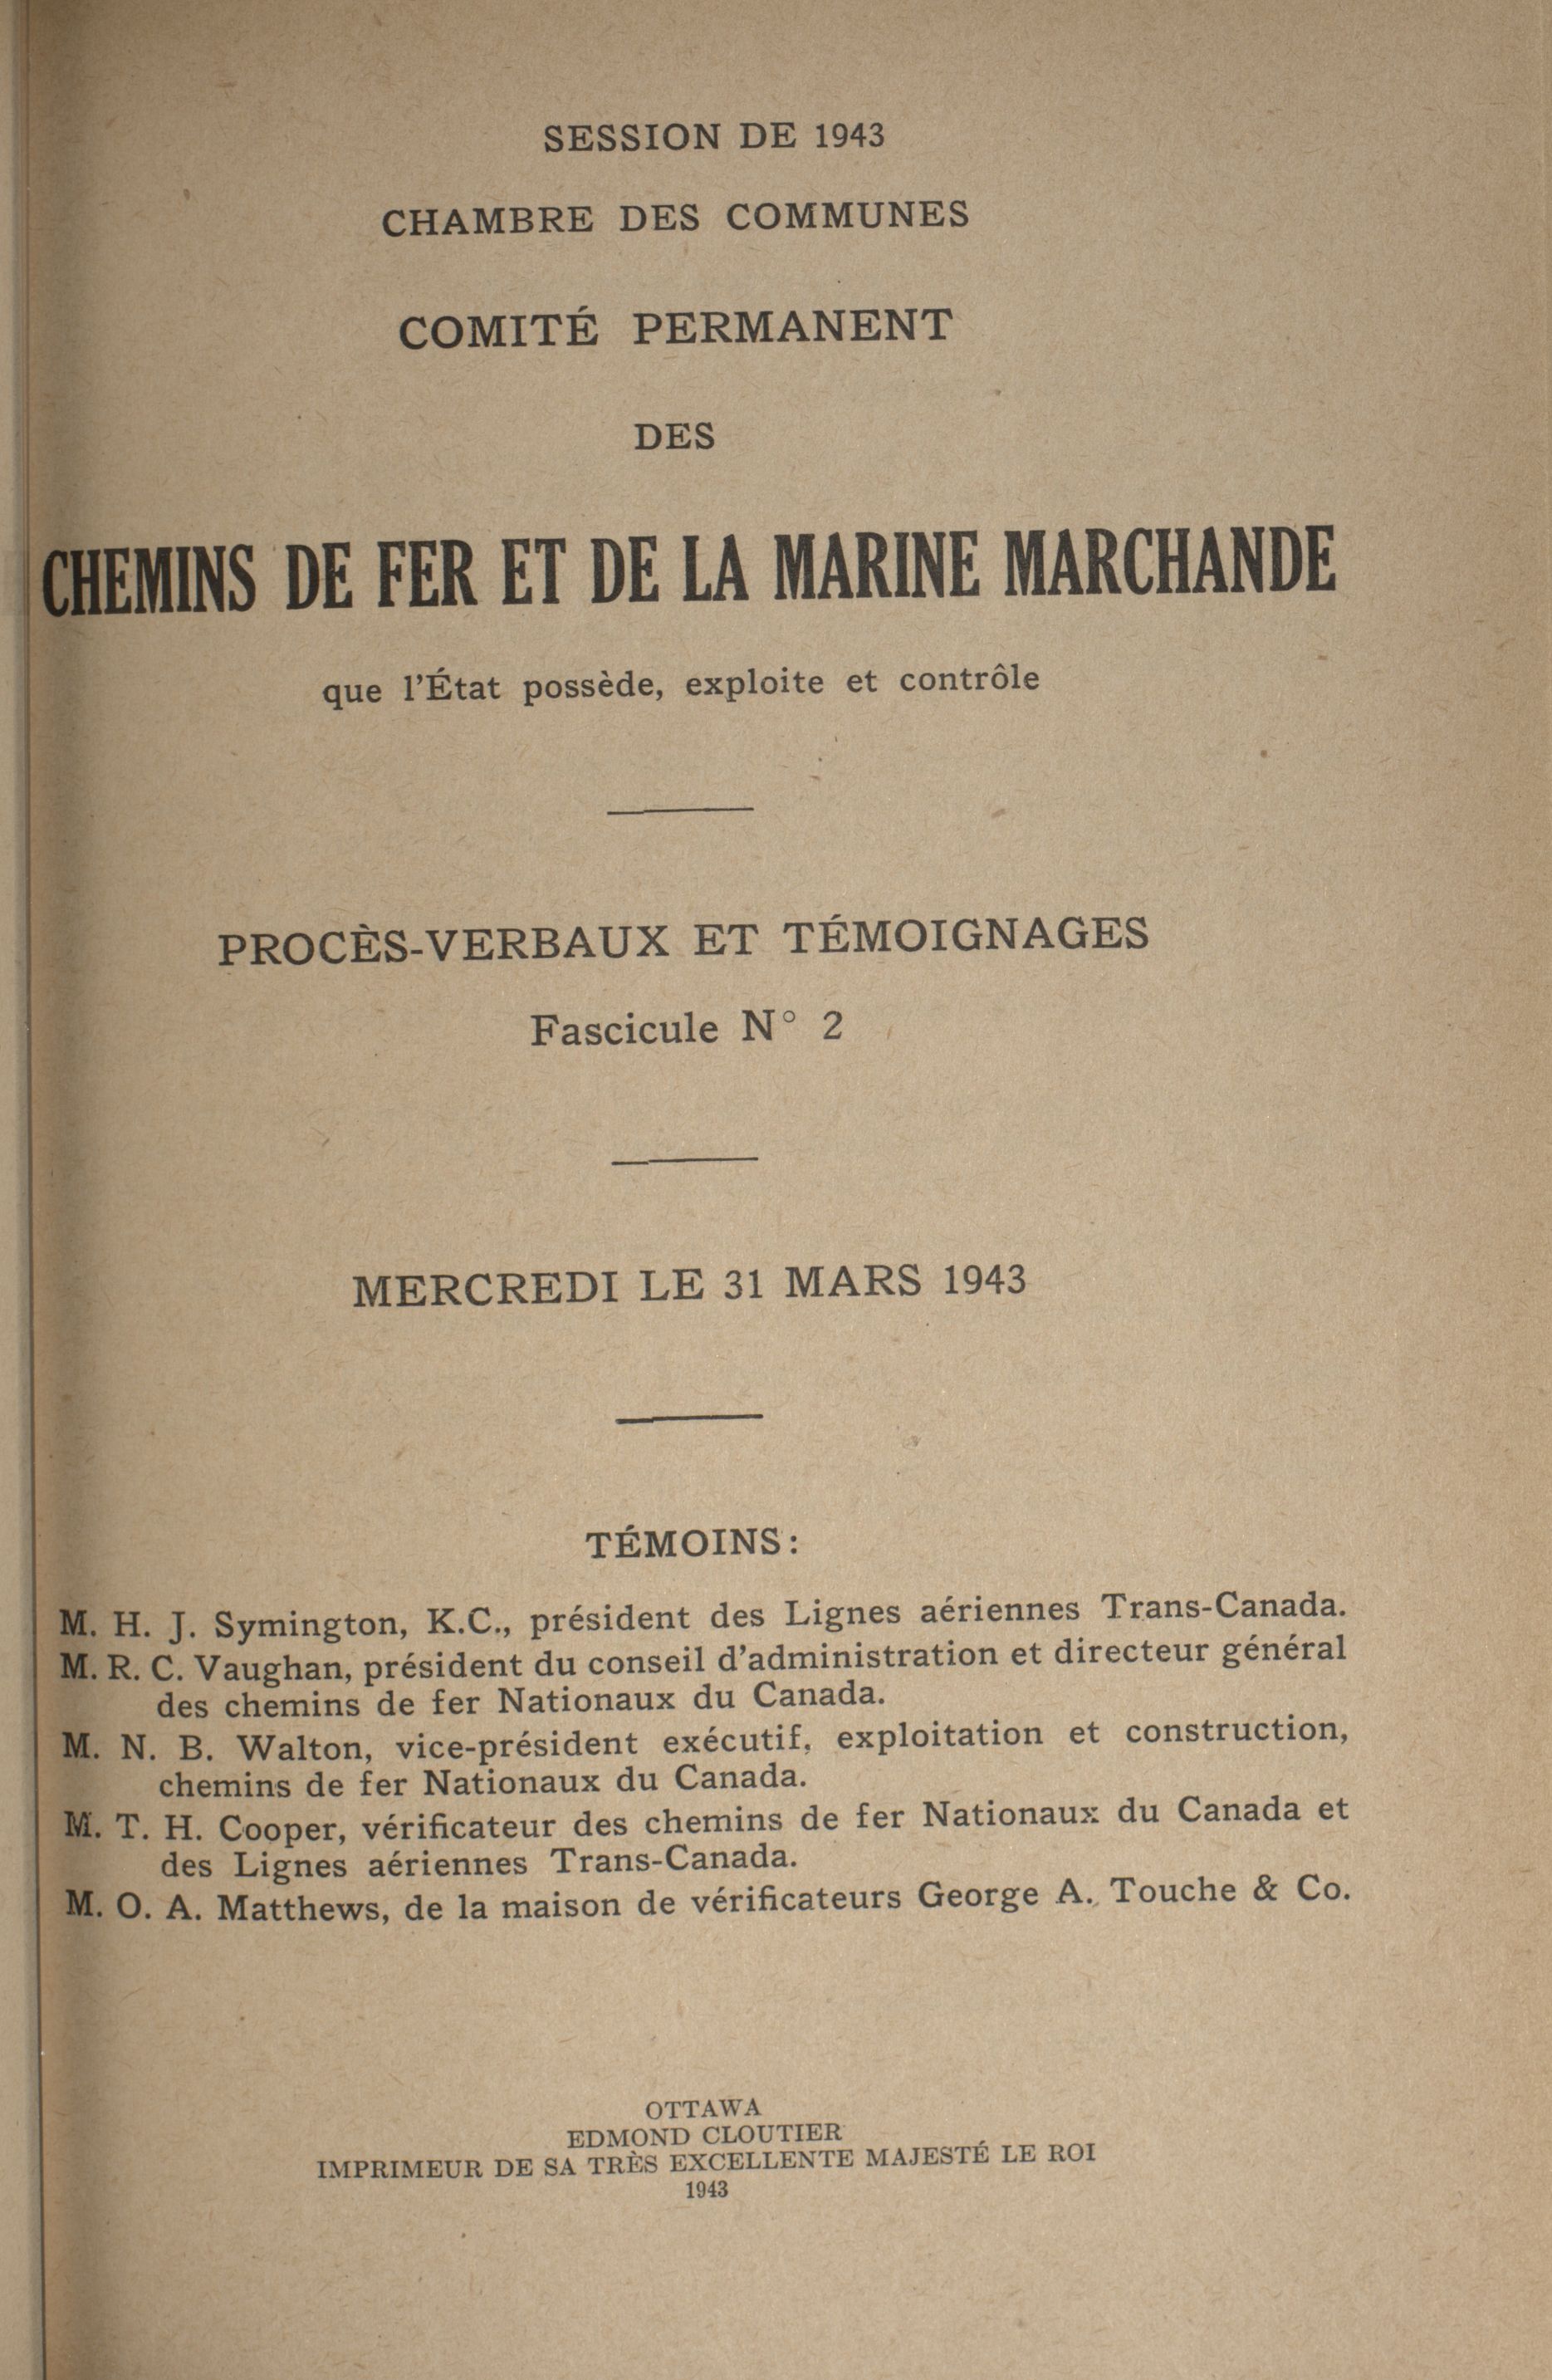 SESSION DE 1943
CHAMBRE DES COMMUNES
COMITÉ PERMANENT
DES
CHEMINS DE FER ET DE LA MARINE MARCHANDE
que l'État possède, exploite et contrôle
PROCÈS-VERBAUX ET TÉMOIGNAGES
Fascicule N° 2
MERCREDI LE 31 MARS 1943
TÉMOINS:
M. H. J. Symington, K.C., président des Lignes aériennes Trans-Canada.
M. R. C. Vaughan, président du conseil d'administration et directeur général
des chemins de fer Nationaux du Canada.
M. N. B. Walton, vice-président exécutif, exploitation et construction,
chemins de fer Nationaux du Canada.
M. T. H. Cooper, vérificateur des chemins de fer Nationaux du Canada et
des Lignes aériennes Trans-Canada.
M. O. A. Matthews, de la maison de vérificateurs George A. Touche & Co.
OTTAWA
EDMOND CLOUTIER
IMPRIMEUR DE SA TRÈS EXCELLENTE MAJESTÉ LE ROI
1943